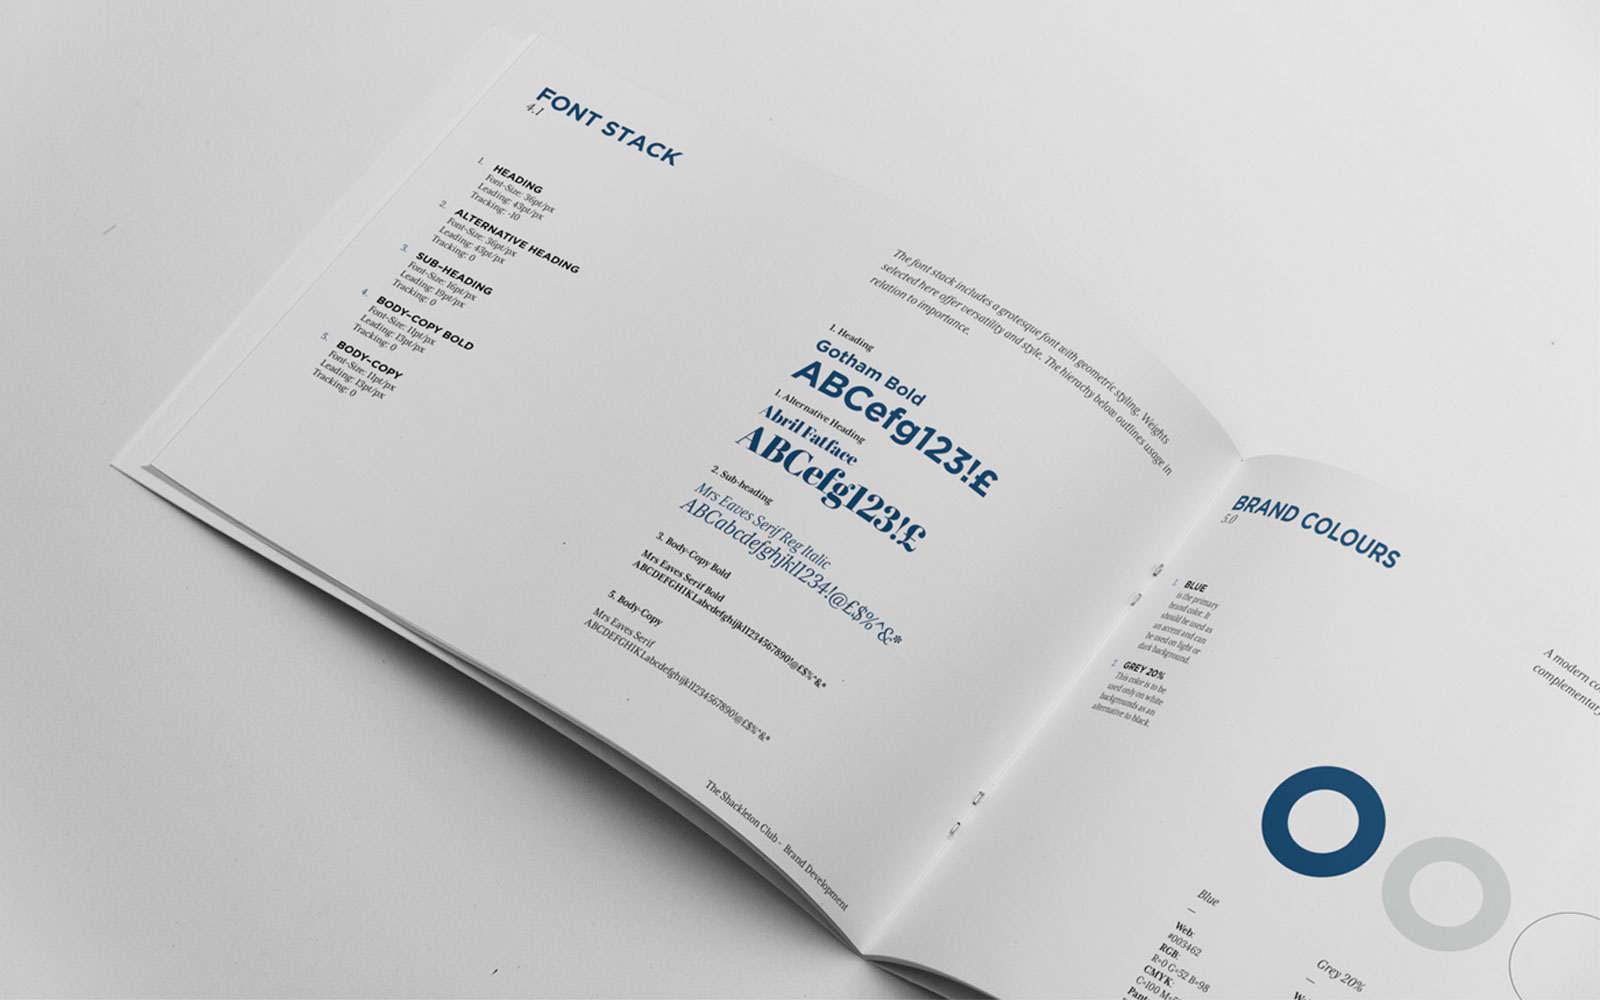 FONT STACK
4.1
1. HEADING
Font-Size: 36pt/px
Leading: 43pt/px
Tracking: -10
2. ALTERNATIVE HEADING
Font-Size: 36pt/px
Leading: 43pt/px
Tracking: 0
3. SUB-HEADING
Font-Size: 16pt/px
Leading: 19pt/px
Tracking: 0
4. BODY-COPY BOLD
Font-Size: 11pt/px
Leading: 13pt/px
Tracking: 0
5. BODY-COPY
Font-Size: 11pt/px
Leading: 13pt/px
Tracking: 0
The font stack includes a grotesque font with geometric styling. Weights
selected here offer versatility and style. The hierachy below outlines usage in
relation to importance.
1. Heading
Gotham Bold
ABCefg123!£
1. Alternative Heading
Abril Fatface
ABCefg123!£
2. Sub-heading
Mrs Eaves Serif Reg Italic
ABCabcdefghjkl1234!@£$%^&*
3. Body-Copy Bold
Mrs Eaves Serif Bold
ABCDEFGHIKLabcdefghijkl1234567890!@£$%^&*
5. Body-Copy
Mrs Eaves Serif
ABCDEFGHIKLabcdefghijkl1234567890!@£$%^&*
The Shackleton Club - Brand Development
BRAND COLOURS
5.0
1. BLUE
is the primary
brand color. It
should be used as
an accent and can
be used on light or
dark background.
2. GREY 20%
This color is to be
used only on white
backgrounds as an
alternative to black.
A modern co
complementary
Blue
—
Web:
#003462
RGB:
R=0 G=52 B=98
CMYK:
C=100 M=
Pant
Grey 20%
—